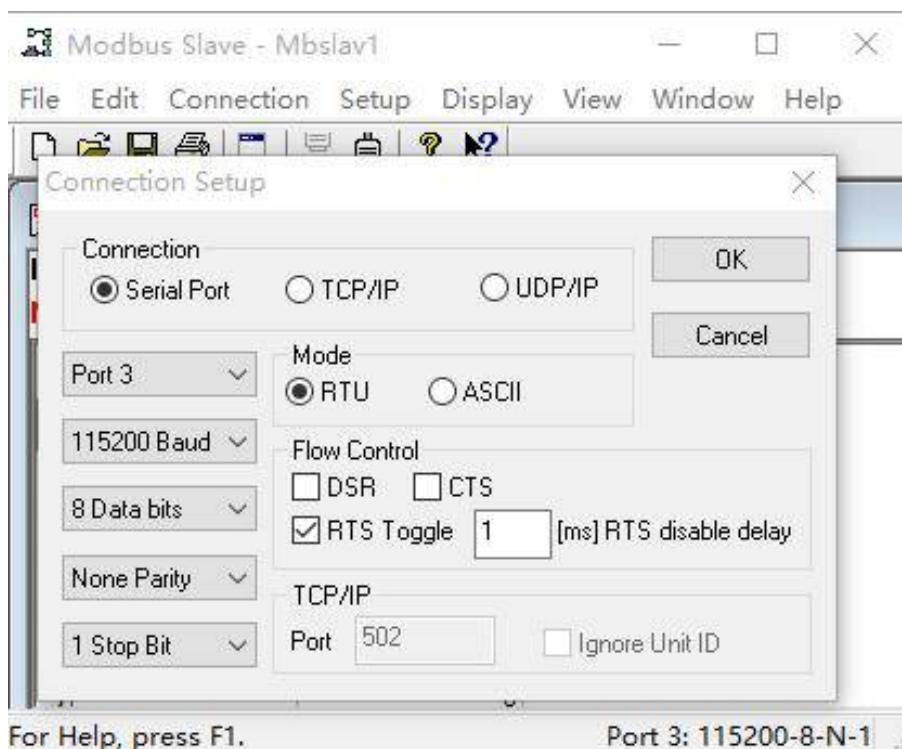 Modbus Slave - Mbslav1
File Edit Connection Setup Display View Window Help
Connection Setup
Connection
Serial Port TCP/IP UDP/IP
OK
Cancel
Port 3
Mode
RTU ASCII
115200 Baud
Flow Control
DSR CTS
8 Data bits
RTS Toggle 1 [ms] RTS disable delay
None Parity
TCP/IP
1 Stop Bit
Port 502 Ignore Unit ID
For Help, press F1. Port 3: 115200-8-N-1